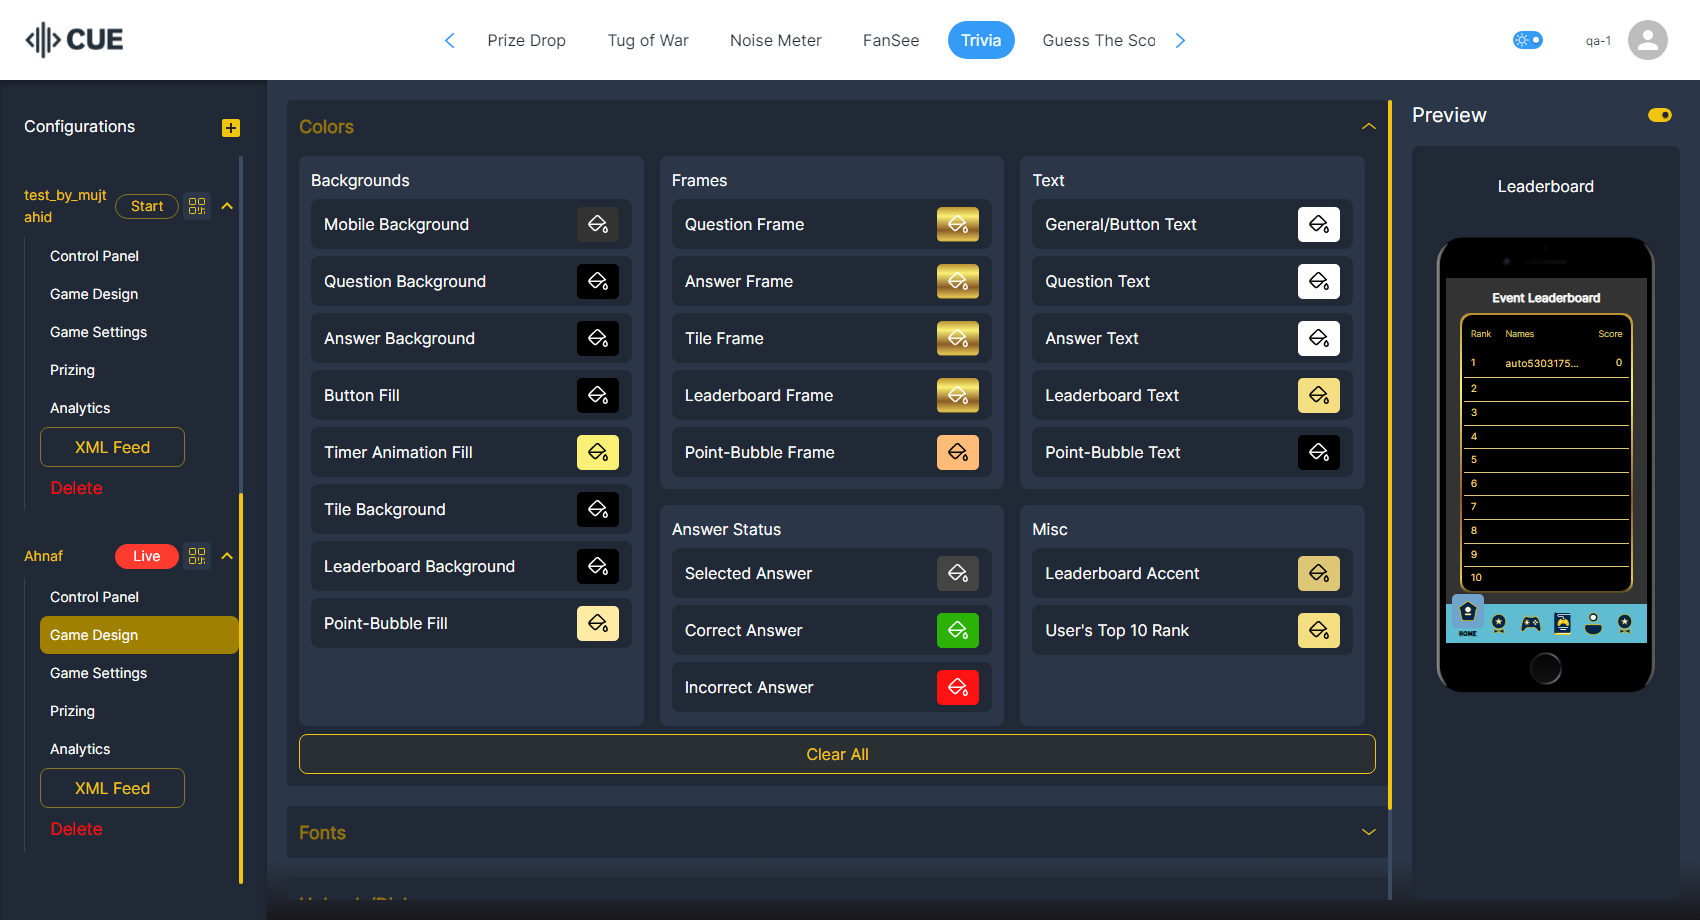 CUE
Prize Drop
Tug of War
Noise Meter
FanSee
Trivia
Guess The Sco
qa-1
Configurations
test_by_mujt
ahid
Start
Control Panel
Game Design
Game Settings
Prizing
Analytics
XML Feed
Delete
Ahnaf
Live
Control Panel
Game Design
Game Settings
Prizing
Analytics
XML Feed
Delete
Colors
Backgrounds
Mobile Background
Question Background
Answer Background
Button Fill
Timer Animation Fill
Tile Background
Leaderboard Background
Point-Bubble Fill
Frames
Question Frame
Answer Frame
Tile Frame
Leaderboard Frame
Point-Bubble Frame
Text
General/Button Text
Question Text
Answer Text
Leaderboard Text
Point-Bubble Text
Answer Status
Selected Answer
Correct Answer
Incorrect Answer
Misc
Leaderboard Accent
User's Top 10 Rank
Clear All
Fonts
Preview
Leaderboard
Event Leaderboard
Rank Names Score
1 auto5303175... 0
2
3
4
5
6
7
8
9
10
HOME